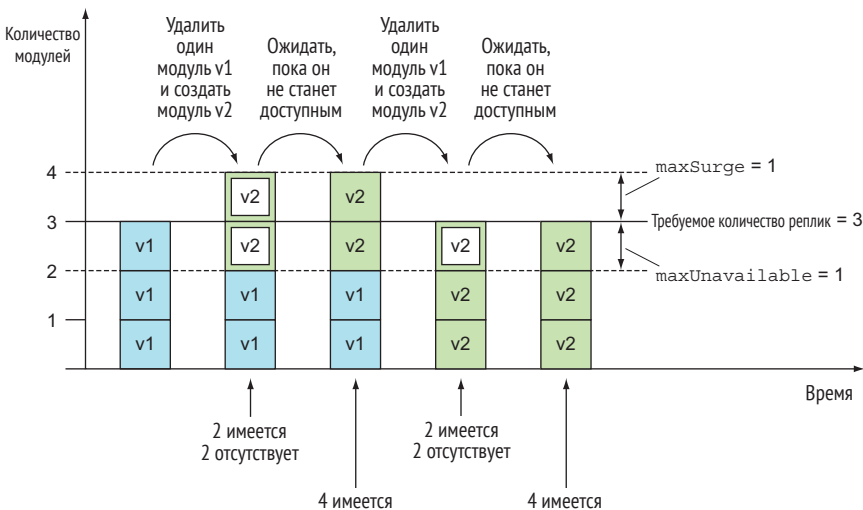 Количество
модулей
Удалить
один
модуль v1
и создать
модуль v2
Ожидать,
пока он
не станет
доступным
Удалить
один
модуль v1
и создать
модуль v2
Ожидать,
пока он
не станет
доступным
4
3
2
1
v1
v1
v1
v2
v2
v1
v1
v2
v2
v1
v1
v2
v2
v2
v2
v2
v2
maxSurge = 1
Требуемое количество реплик = 3
maxUnavailable = 1
Время
2 имеется
2 отсутствует
4 имеется
2 имеется
2 отсутствует
4 имеется